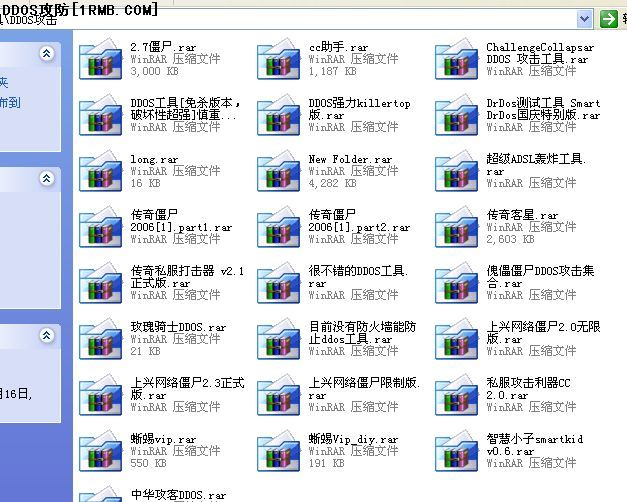 DDOS攻防[1RMB.COM]
\DDOS攻击
夹
布到
月16日,
2.7僵尸.rar
WinRAR 压缩文件
3,000 KB
cc助手.rar
WinRAR 压缩文件
1,187 KB
ChallengeCollapsar
DDOS 攻击工具.rar
WinRAR 压缩文件
DDOS工具[免杀版本，
破坏性超强]慎重...
WinRAR 压缩文件
DDOS强力killertop
版.rar
WinRAR 压缩文件
DrDos测试工具 Smart
DrDos国庆特别版.rar
WinRAR 压缩文件
long.rar
WinRAR 压缩文件
16 KB
New Folder.rar
WinRAR 压缩文件
4,282 KB
超级ADSL轰炸工具.
rar
WinRAR 压缩文件
传奇僵尸
2006[1].part1.rar
WinRAR 压缩文件
传奇僵尸
2006[1].part2.rar
WinRAR 压缩文件
传奇客星.rar
WinRAR 压缩文件
2,603 KB
传奇私服打击器 v2.1
正式版.rar
WinRAR 压缩文件
很不错的DDOS工具.
rar
WinRAR 压缩文件
傀儡僵尸DDOS攻击集
合.rar
WinRAR 压缩文件
玫瑰骑士DDOS.rar
WinRAR 压缩文件
21 KB
目前没有防火墙能防
止ddos工具.rar
WinRAR 压缩文件
上兴网络僵尸2.0无限
版.rar
WinRAR 压缩文件
上兴网络僵尸2.3正式
版.rar
WinRAR 压缩文件
上兴网络僵尸限制版.
rar
WinRAR 压缩文件
私服攻击利器CC
2.0.rar
WinRAR 压缩文件
蜥蜴vip.rar
WinRAR 压缩文件
550 KB
蜥蜴Vip_diy.rar
WinRAR 压缩文件
191 KB
智慧小子smartkid
v0.6.rar
WinRAR 压缩文件
中华攻客DDOS.rar